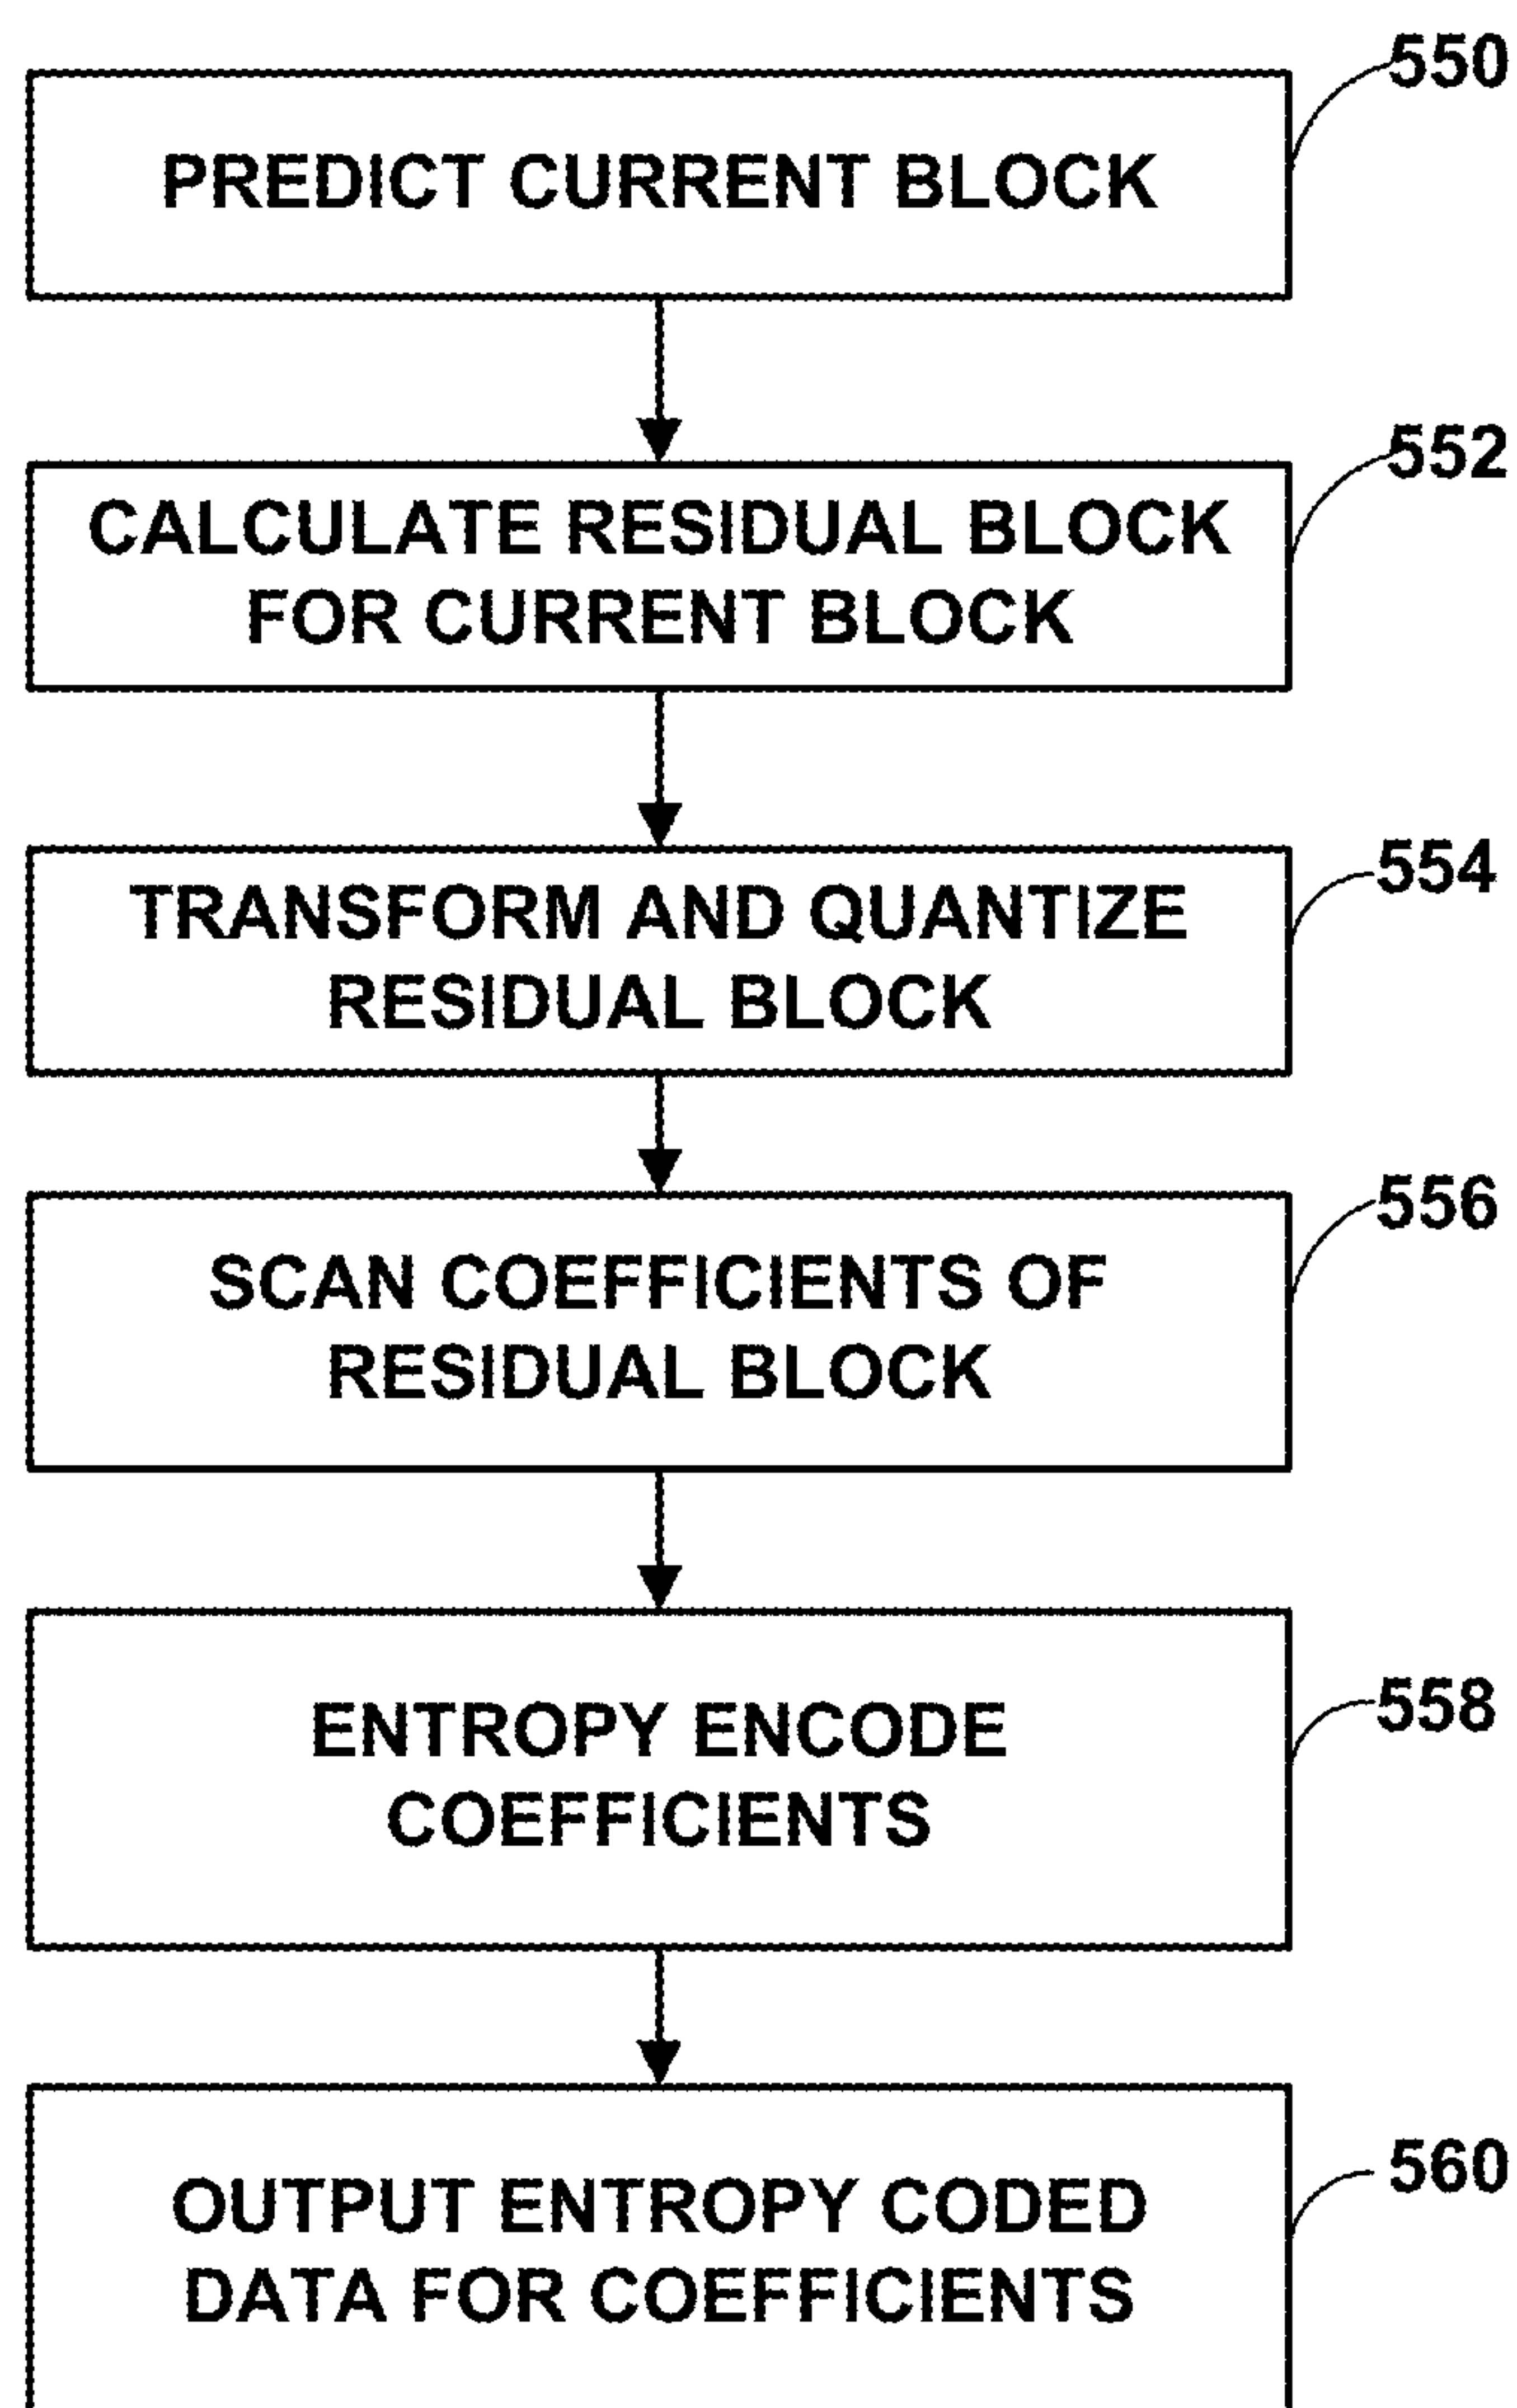 550
PREDICT CURRENT BLOCK
552
CALCULATE RESIDUAL BLOCK
FOR CURRENT BLOCK
554
TRANSFORM AND QUANTIZE
RESIDUAL BLOCK
556
SCAN COEFFICIENTS OF
RESIDUAL BLOCK
558
ENTROPY ENCODE
COEFFICIENTS
560
OUTPUT ENTROPY CODED
DATA FOR COEFFICIENTS